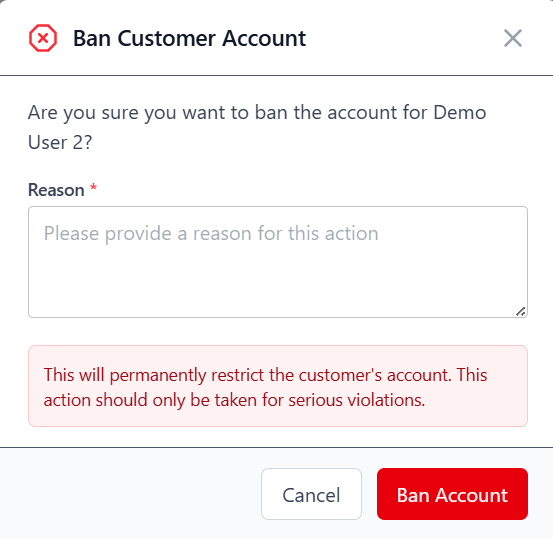 Ban Customer Account
Are you sure you want to ban the account for Demo
User 2?
Reason *
Please provide a reason for this action
This will permanently restrict the customer's account. This
action should only be taken for serious violations.
Cancel
Ban Account